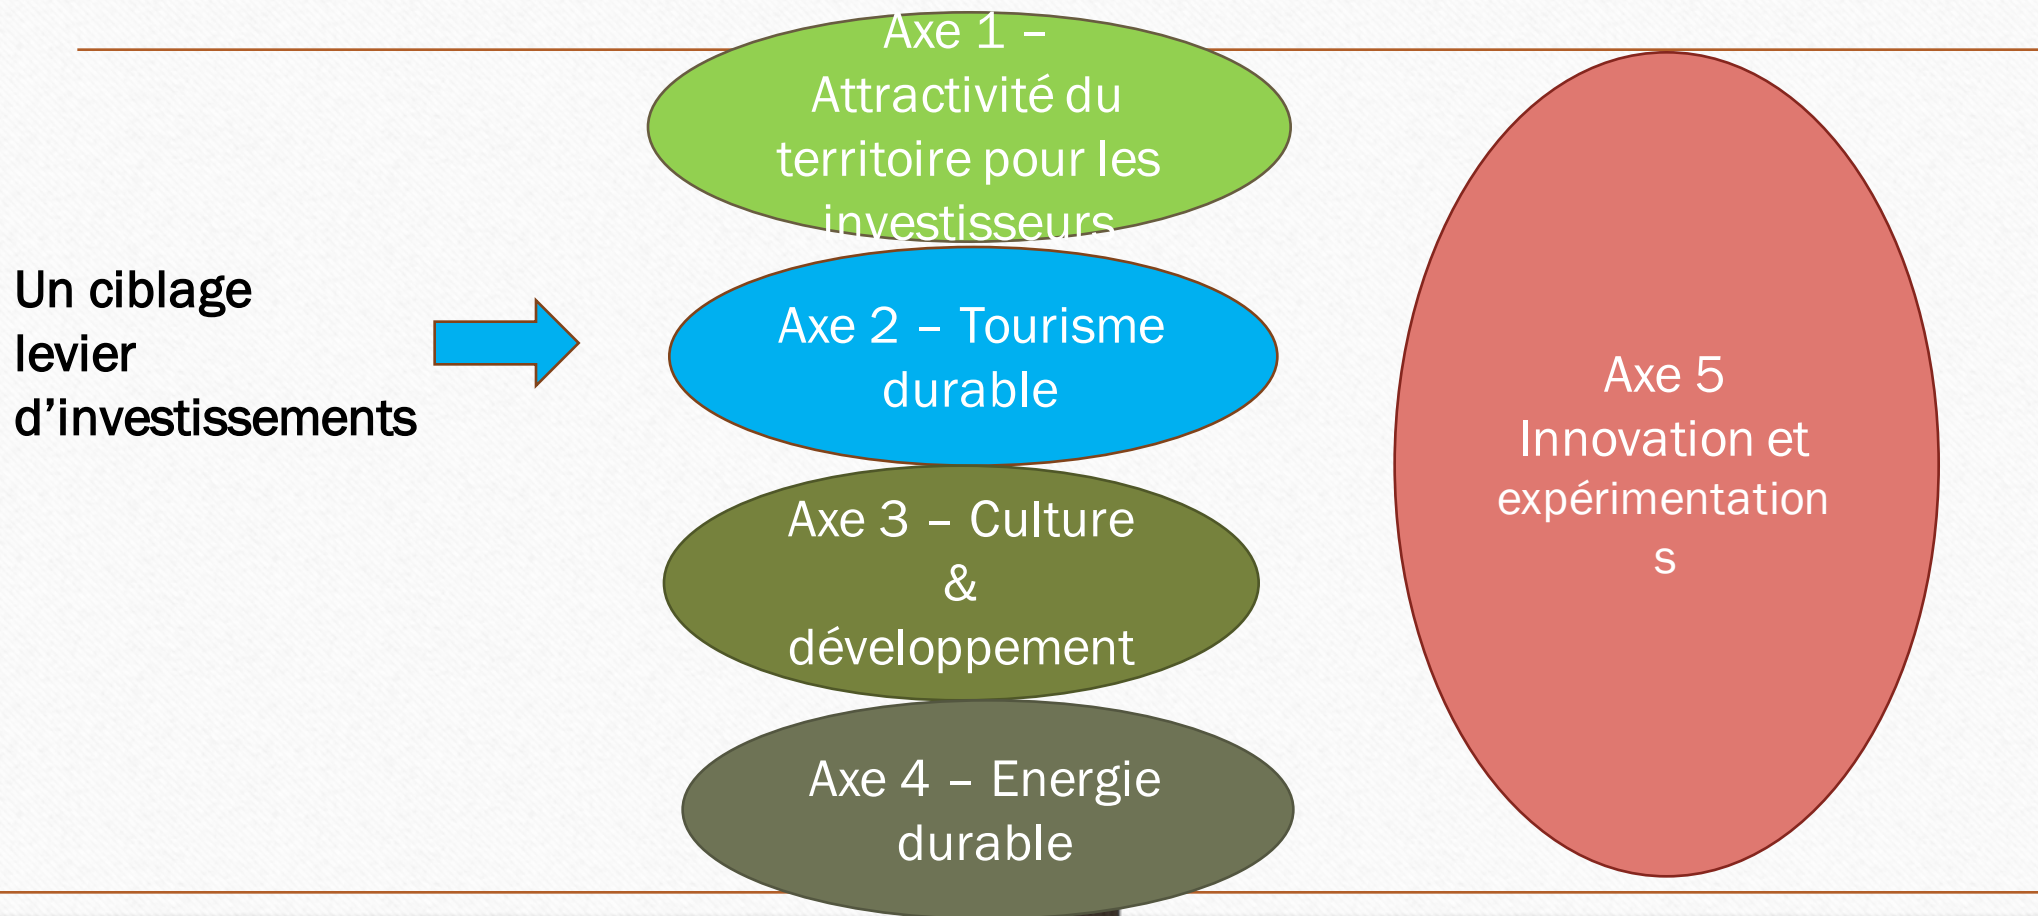 Un ciblage
levier
d’investissements
Axe 1 –
Attractivité du
territoire pour les
investisseurs
Axe 2 – Tourisme
durable
Axe 3 – Culture
&
développement
Axe 4 – Energie
durable
Axe 5
Innovation et
expérimentation
s